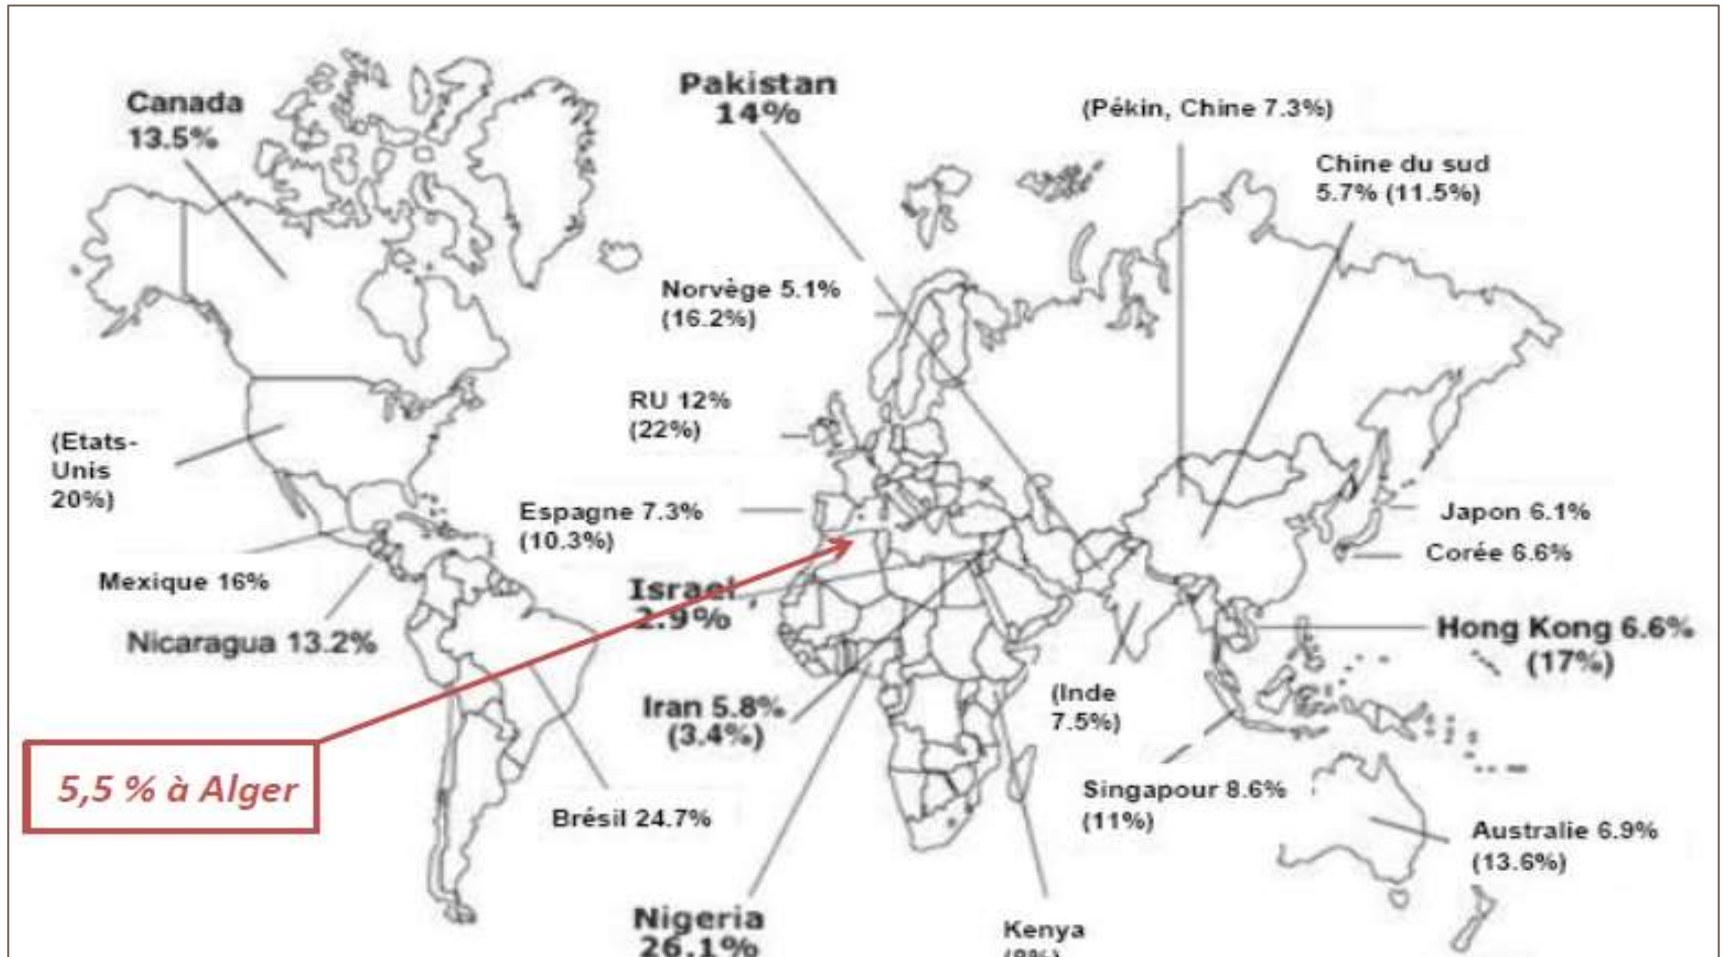 Canada
13.5%
Pakistan
14%
(Pékin, Chine 7.3%)
Chine du sud
5.7% (11.5%)
Norvège 5.1%
(16.2%)
RU 12%
(22%)
(Etats-
Unis
20%)
Espagne 7.3%
(10.3%)
Japon 6.1%
Corée 6.6%
Mexique 16%
Israel
2.9%
Nicaragua 13.2%
Hong Kong 6.6%
(17%)
Iran 5.8%
(3.4%)
(Inde
7.5%)
5,5 % à Alger
Singapour 8.6%
(11%)
Brésil 24.7%
Australie 6.9%
(13.6%)
Nigeria
26.1%
Kenya